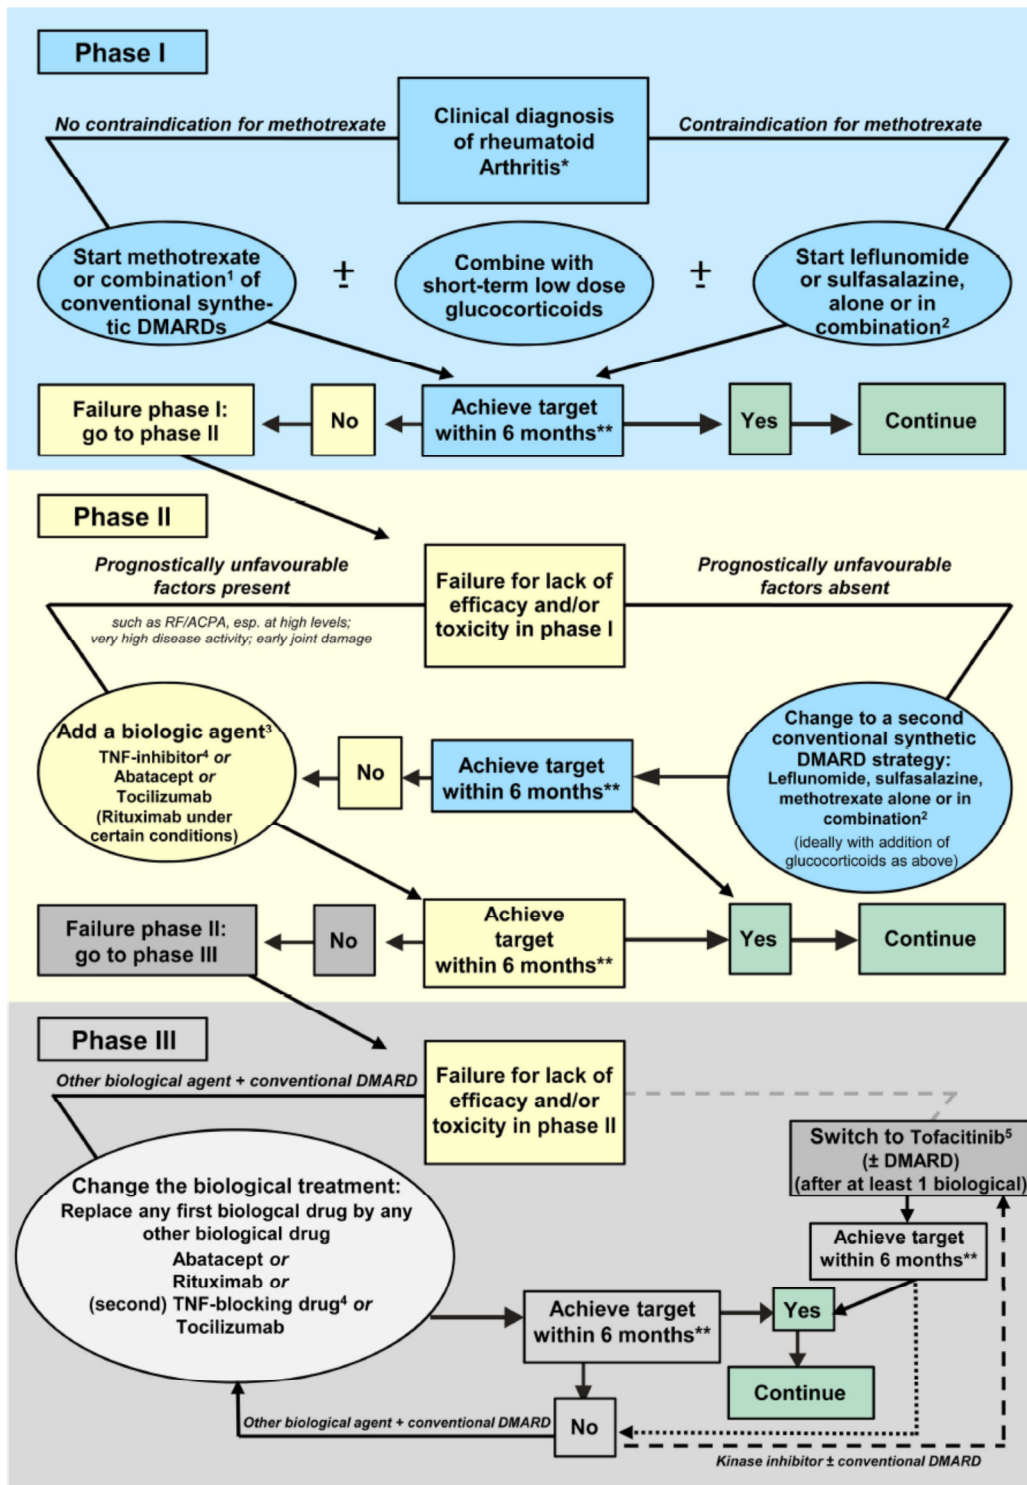 Phase I
No contraindication for methotrexate
Clinical diagnosis
of rheumatoid
Arthritis*
Contraindication for methotrexate
Start methotrexate
or combination¹ of
conventional synthe-
tic DMARDs
±
Combine with
short-term low dose
glucocorticoids
±
Start leflunomide
or sulfasalazine,
alone or in
combination²
Failure phase I:
go to phase II
No
Achieve target
within 6 months**
Yes
Continue
Phase II
Prognostically unfavourable
factors present
such as RF/ACPA, esp. at high levels;
very high disease activity; early joint damage
Failure for lack of
efficacy and/or
toxicity in phase I
Prognostically unfavourable
factors absent
Add a biologic agent³
TNF-inhibitor⁴ or
Abatacept or
Tocilizumab
(Rituximab under
certain conditions)
No
Achieve target
within 6 months**
Change to a second
conventional synthetic
DMARD strategy:
Leflunomide, sulfasalazine,
methotrexate alone or in
combination²
(ideally with addition of
glucocorticoids as above)
Failure phase II:
go to phase III
No
Achieve
target
within 6 months**
Yes
Continue
Phase III
Other biological agent + conventional DMARD
Failure for lack of
efficacy and/or
toxicity in phase II
Switch to Tofacitinib⁵
(± DMARD)
(after at least 1 biological)
Change the biological treatment:
Replace any first biologcal drug by any
other biological drug
Abatacept or
Rituximab or
(second) TNF-blocking drug⁴ or
Tocilizumab
Achieve target
within 6 months**
Achieve target
within 6 months**
Yes
Continue
No
Other biological agent + conventional DMARD
Kinase inhibitor ± conventional DMARD